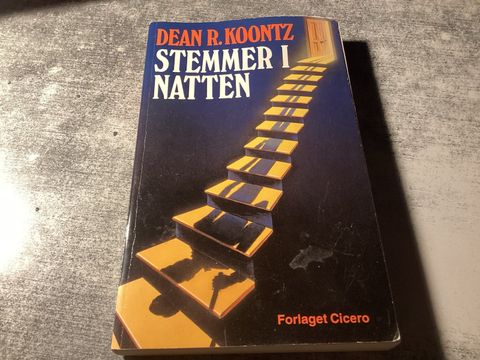 DEAN R. KOONTZ
STEMMER I
NATTEN
Forlaget Cicero